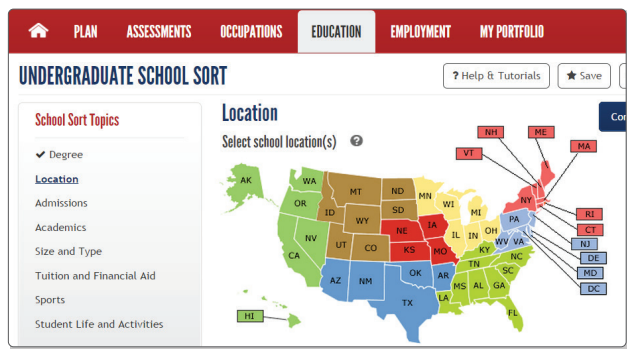 PLAN ASSESSMENTS OCCUPATIONS EDUCATION EMPLOYMENT MY PORTFOLIO
UNDERGRADUATE SCHOOL SORT
? Help & Tutorials
Save
School Sort Topics
Degree
Location
Admissions
Academics
Size and Type
Tuition and Financial Aid
Sports
Student Life and Activities
Location
Con
Select school location(s) ?
NH ME
VT MA
AK WA MT ND MN
OR ID SD WI MI NY RI
WY CT
NV UT CO NE IA IL IN OH PA NJ
CA KS MO KY WV VA DE
MD
AZ NM OK AR TN NC DC
SC
MS AL GA
TX LA
HI FL